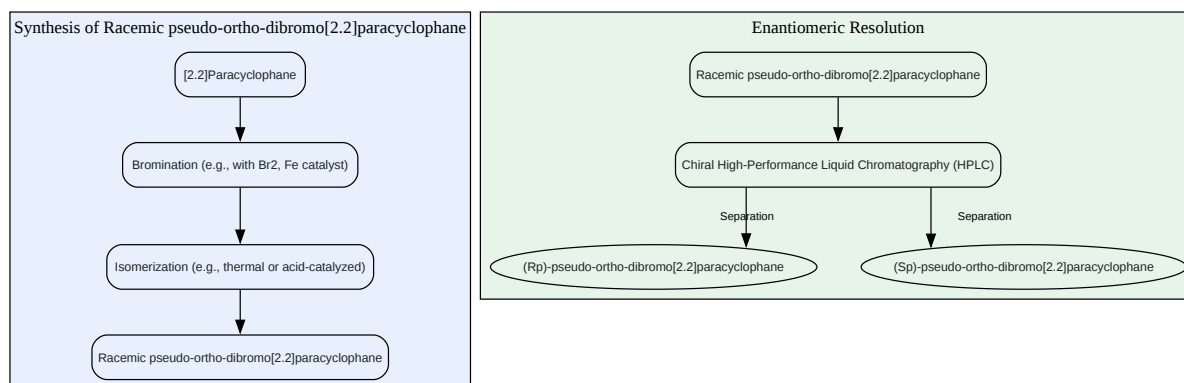 Synthesis of Racemic pseudo-ortho-dibromo[2.2]paracyclophane
[2.2]Paracyclophane
Bromination (e.g., with Br2, Fe catalyst)
Isomerization (e.g., thermal or acid-catalyzed)
Racemic pseudo-ortho-dibromo[2.2]paracyclophane
Enantiomeric Resolution
Racemic pseudo-ortho-dibromo[2.2]paracyclophane
Chiral High-Performance Liquid Chromatography (HPLC)
Separation
Separation
(Rp)-pseudo-ortho-dibromo[2.2]paracyclophane
(Sp)-pseudo-ortho-dibromo[2.2]paracyclophane